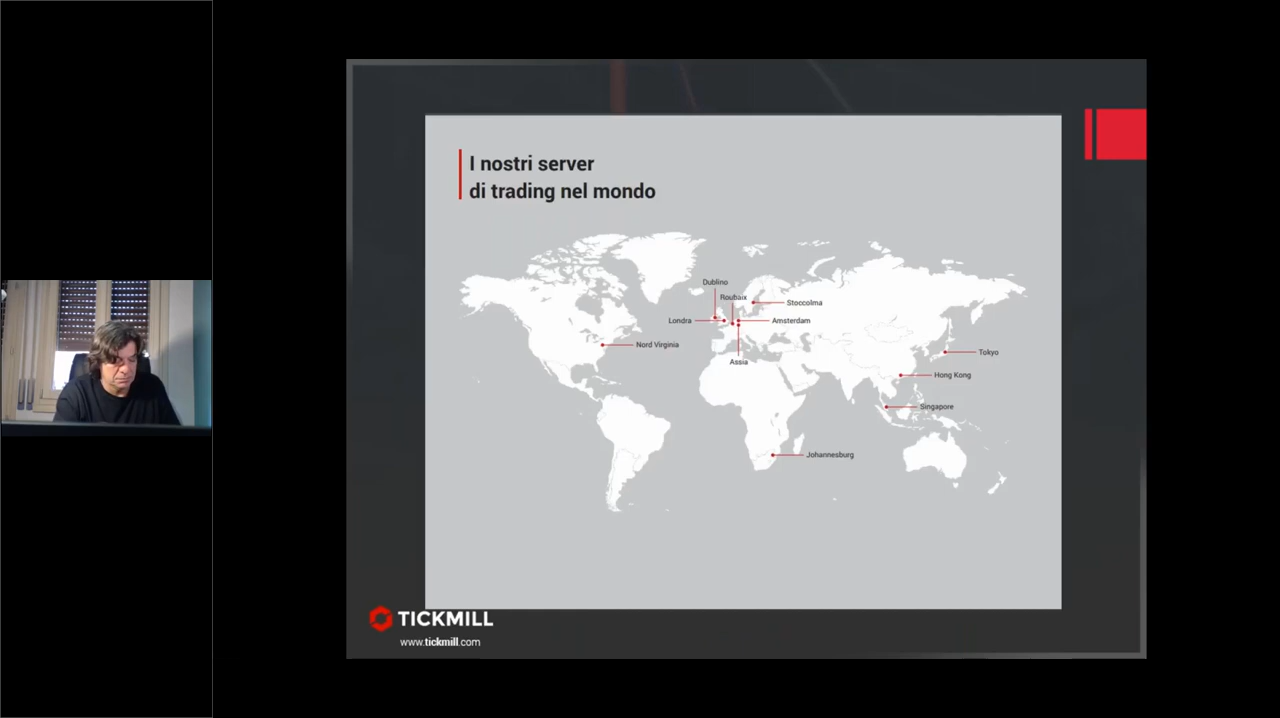 I nostri server
di trading nel mondo
Dublino
Roubaix
Stoccolma
Londra
Amsterdam
Nord Virginia
Assia
Tokyo
Hong Kong
Singapore
Johannesburg
TICKMILL
www.tickmill.com